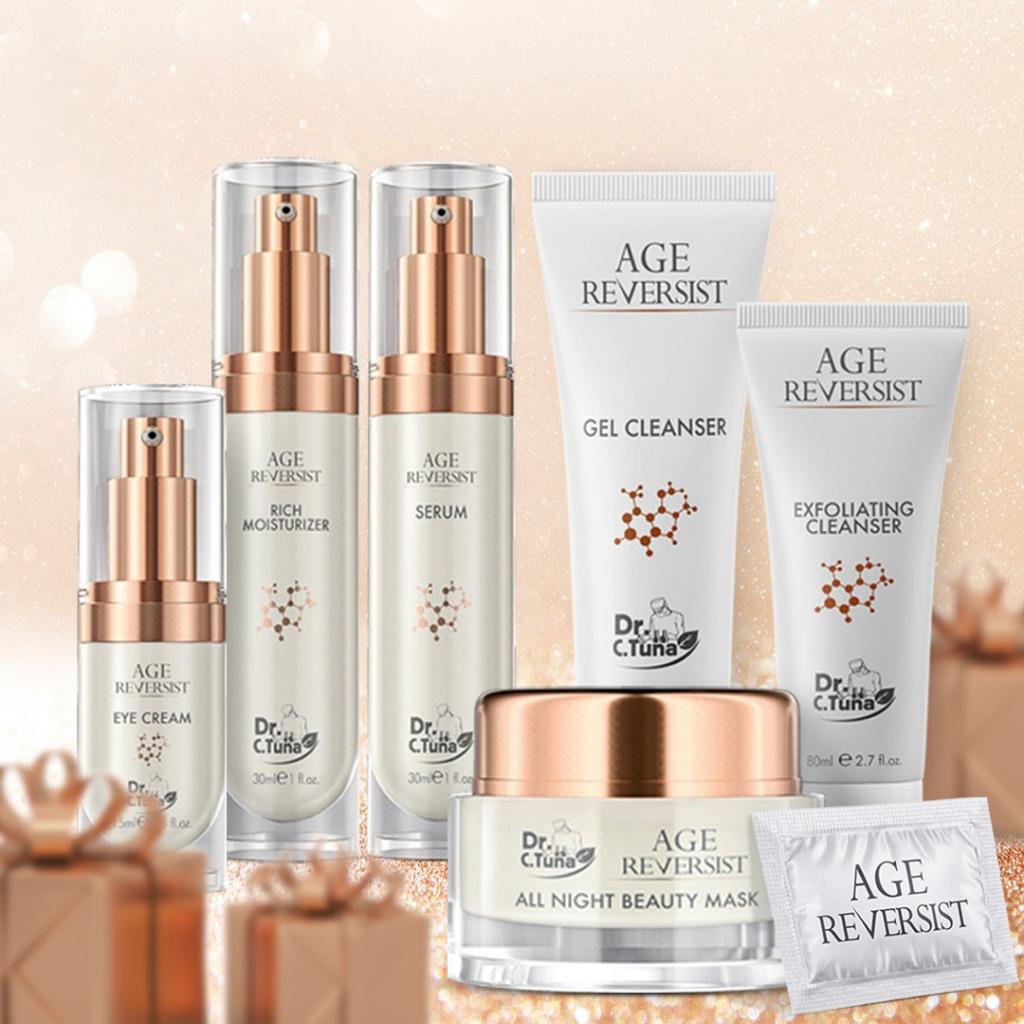 AGE
REVERSIST
EYE CREAM
Dr.
C.Tuna
AGE
REVERSIST
RICH
MOISTURIZER
Dr.
C.Tuna
30ml e 1 fl.oz.
AGE
REVERSIST
SERUM
Dr.
C.Tuna
30ml e 1 fl.oz.
AGE
REVERSIST
GEL CLEANSER
Dr.
C.Tuna
AGE
REVERSIST
EXFOLIATING
CLEANSER
Dr.
C.Tuna
80ml e 2.7 fl.oz.
Dr.
C.Tuna
AGE
REVERSIST
ALL NIGHT BEAUTY MASK
AGE
REVERSIST